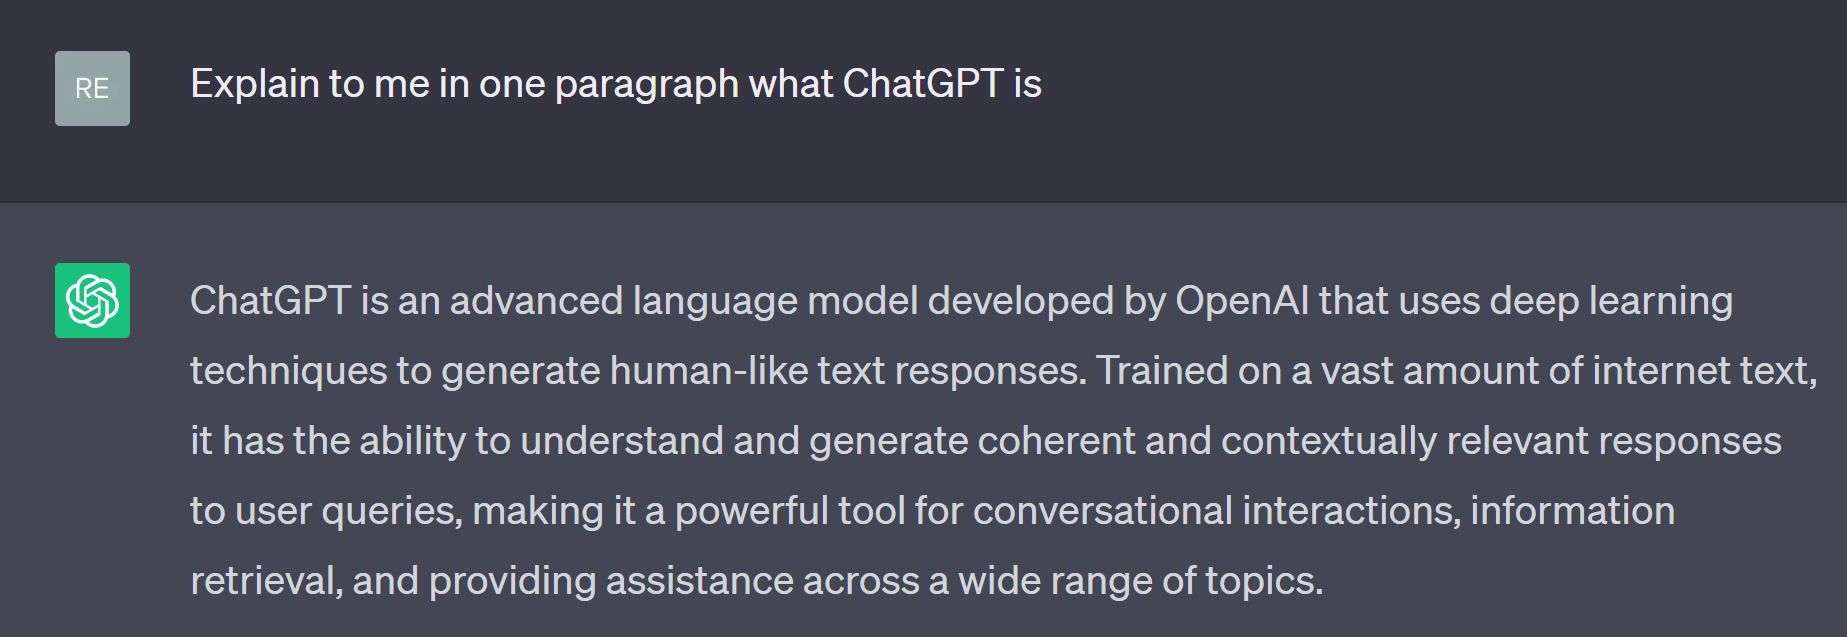 RE
Explain to me in one paragraph what ChatGPT is
ChatGPT is an advanced language model developed by OpenAI that uses deep learning
techniques to generate human-like text responses. Trained on a vast amount of internet text,
it has the ability to understand and generate coherent and contextually relevant responses
to user queries, making it a powerful tool for conversational interactions, information
retrieval, and providing assistance across a wide range of topics.